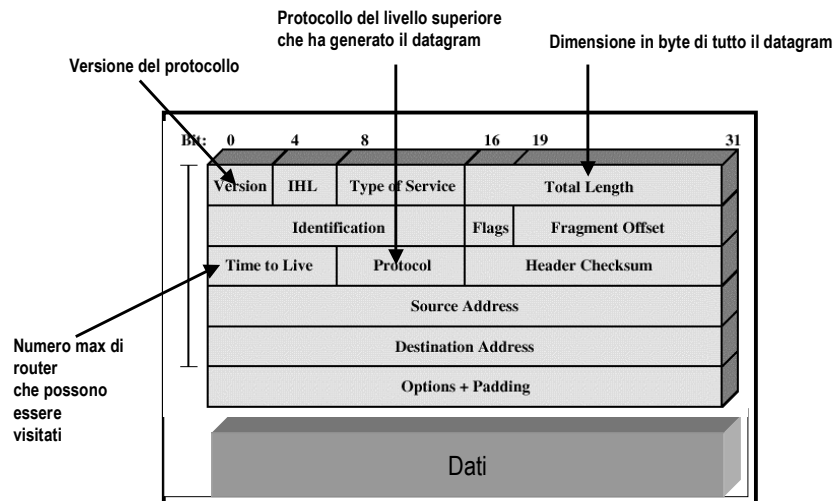 Protocollo del livello superiore
che ha generato il datagram
Dimensione in byte di tutto il datagram
Versione del protocollo
Bit: 0 4 8 16 19 31
Version IHL Type of Service Total Length
Identification Flags Fragment Offset
Time to Live Protocol Header Checksum
Source Address
Destination Address
Options + Padding
Numero max di
router
che possono
essere
visitati
Dati